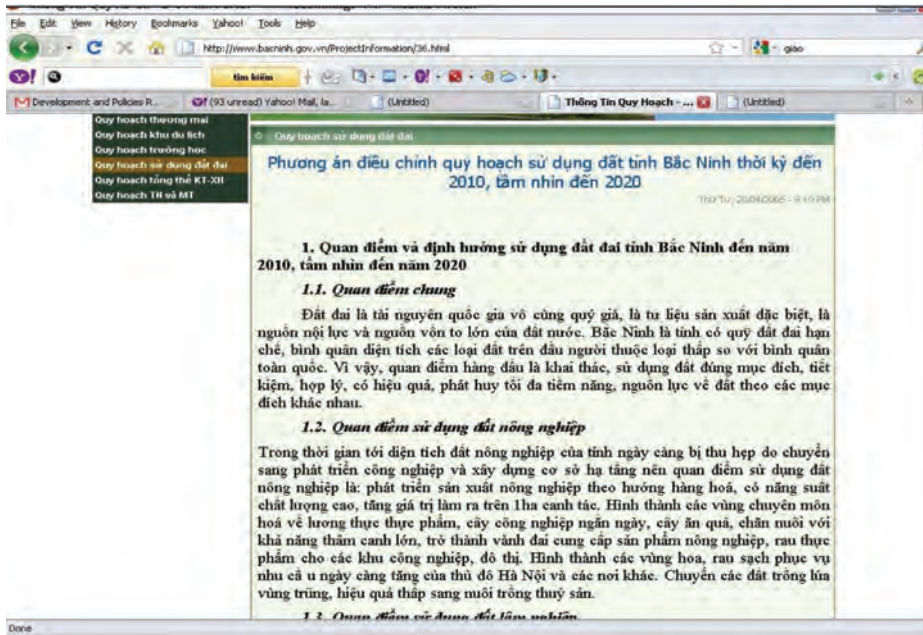 File Edit View History Bookmarks Yahoo! Tools Help
http://www.bacninh.gov.vn/ProjectInformation/36.html
giao
tìm kiếm
Development and Policies R...
(93 unread) Yahoo! Mail, la...
(Untitled)
Thông Tin Quy Hoạch - ...
(Untitled)
Quy hoạch thương mại
Quy hoạch khu du lịch
Quy hoạch trường học
Quy hoạch sử dụng đất đai
Quy hoạch tổng thể KT-XH
Quy hoạch TN và MT
Quy hoạch sử dụng đất đai
Phương án điều chỉnh quy hoạch sử dụng đất tỉnh Bắc Ninh thời kỳ đến
2010, tầm nhìn đến 2020
1. Quan điểm và định hướng sử dụng đất đai tỉnh Bắc Ninh đến năm
2010, tầm nhìn đến năm 2020
1.1. Quan điểm chung
Đất đai là tài nguyên quốc gia vô cùng quý giá, là tư liệu sản xuất đặc biệt, là
nguồn nội lực và nguồn vốn to lớn của đất nước. Bắc Ninh là tỉnh có quỹ đất đai hạn
chế, bình quân diện tích các loại đất trên đầu người thuộc loại thấp so với bình quân
toàn quốc. Vì vậy, quan điểm hàng đầu là khai thác, sử dụng đất đúng mục đích, tiết
kiệm, hợp lý, có hiệu quả, phát huy tối đa tiềm năng, nguồn lực về đất theo các mục
đích khác nhau.
1.2. Quan điểm sử dụng đất nông nghiệp
Trong thời gian tới diện tích đất nông nghiệp của tỉnh ngày càng bị thu hẹp do chuyển
sang phát triển công nghiệp và xây dựng cơ sở hạ tầng nên quan điểm sử dụng đất
nông nghiệp là: phát triển sản xuất nông nghiệp theo hướng hàng hoá, có năng suất
chất lượng cao, tăng giá trị làm ra trên 1ha canh tác. Hình thành các vùng chuyên môn
hoá về lương thực thực phẩm, cây công nghiệp ngắn ngày, cây ăn quả, chăn nuôi với
khả năng thâm canh lớn, trở thành vành đai cung cấp sản phẩm nông nghiệp, rau thực
phẩm cho các khu công nghiệp, đô thị. Hình thành các vùng hoa, rau sạch phục vụ
nhu cầ u ngày càng tăng của thủ đô Hà Nội và các nơi khác. Chuyển các đất trồng lúa
vùng trũng, hiệu quả thấp sang nuôi trồng thuỷ sản.
1.3. Quan điểm sử dụng đất lâm nghiệp
Done